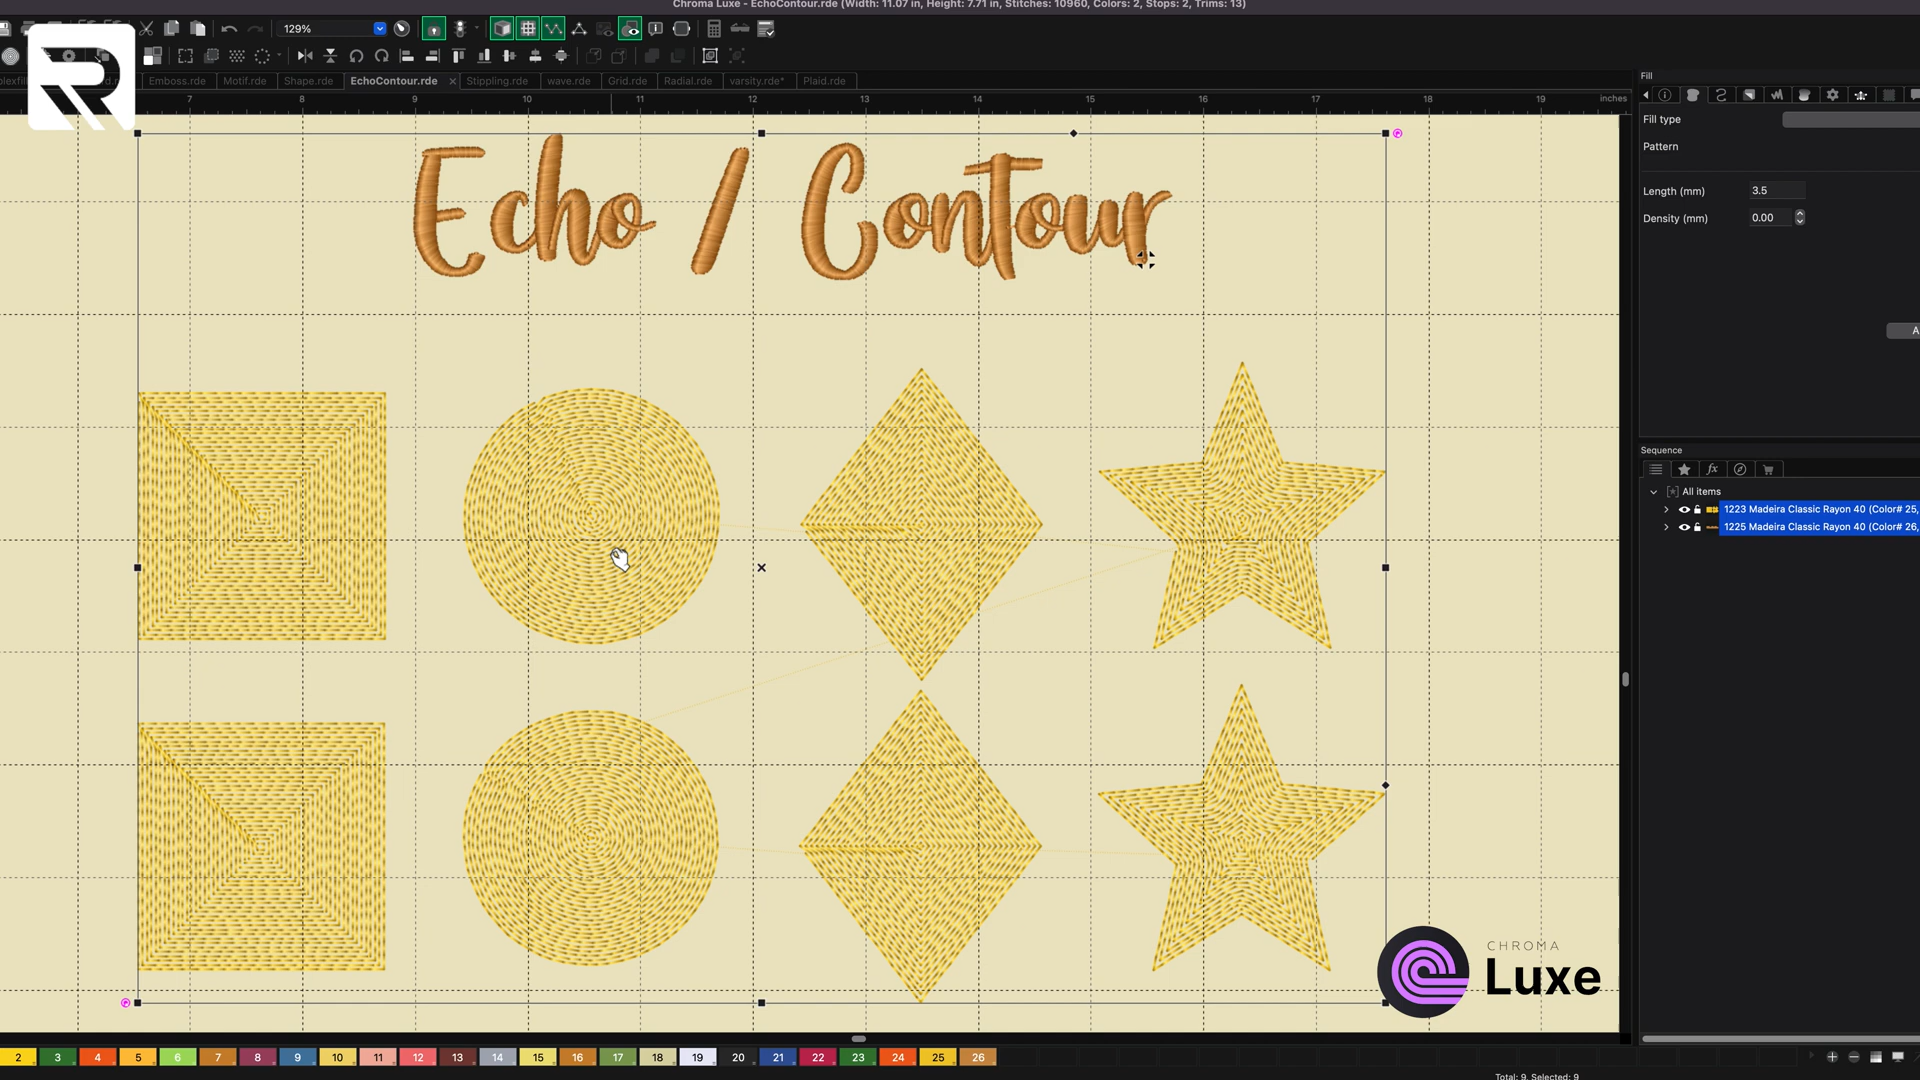 Chroma Luxe - EchoContour.rde (Width: 11.07 in, Height: 7.71 in, Stitches: 10960, Colors: 2, Stops: 2, Trims: 13)
129%
Emboss.rde Motif.rde Shape.rde EchoContour.rde Stippling.rde wave.rde Grid.rde Radial.rde varsity.rde* Plaid.rde
7 8 9 10 11 12 13 14 15 16 17 18 19 inches
Echo / Contour
Fill
Fill type
Pattern
Length (mm) 3.5
Density (mm) 0.00
A
Sequence
fx
All items
1223 Madeira Classic Rayon 40 (Color# 25,
1225 Madeira Classic Rayon 40 (Color# 26,
CHROMA
Luxe
2 3 4 5 6 7 8 9 10 11 12 13 14 15 16 17 18 19 20 21 22 23 24 25 26
Total: 9, Selected: 9